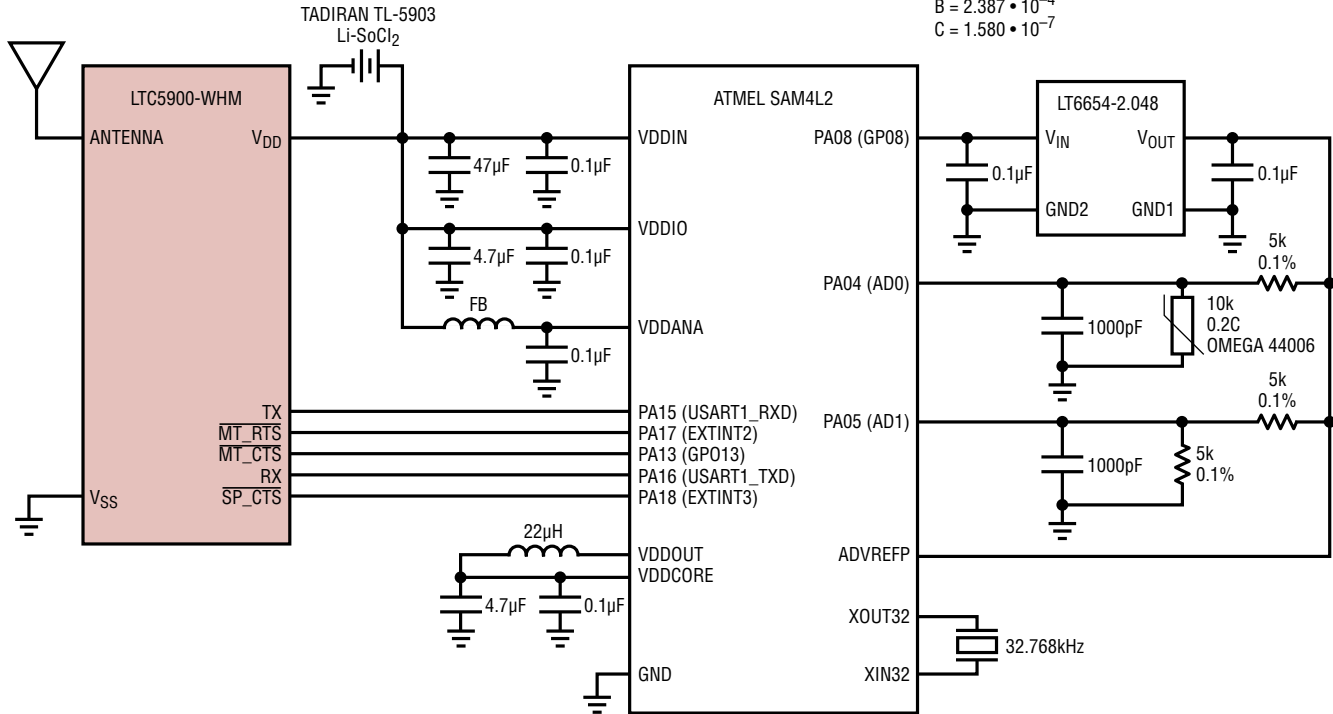 TADIRAN TL-5903
Li-SoCl₂
B = 2.387 • 10⁻⁴
C = 1.580 • 10⁻⁷
LTC5900-WHM
ANTENNA
V_DD
TX
MT_RTS
MT_CTS
RX
SP_CTS
V_SS
47µF
0.1µF
4.7µF
0.1µF
FB
0.1µF
22µH
4.7µF
0.1µF
ATMEL SAM4L2
VDDIN
VDDIO
VDDANA
PA15 (USART1_RXD)
PA17 (EXTINT2)
PA13 (GPO13)
PA16 (USART1_TXD)
PA18 (EXTINT3)
VDDOUT
VDDCORE
GND
PA08 (GP08)
PA04 (AD0)
PA05 (AD1)
ADVREFP
XOUT32
XIN32
0.1µF
LT6654-2.048
V_IN
V_OUT
GND2
GND1
0.1µF
5k
0.1%
1000pF
10k
0.2C
OMEGA 44006
5k
0.1%
1000pF
5k
0.1%
32.768kHz